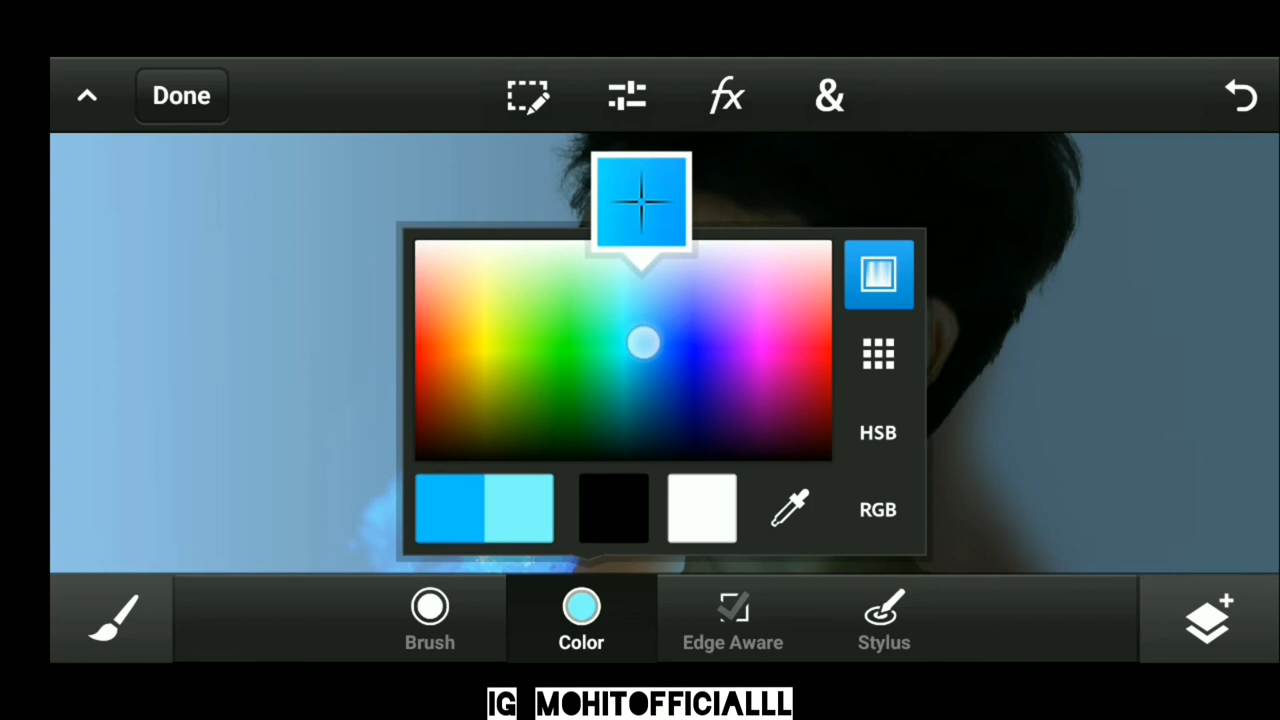 Done
fx
&
HSB
RGB
Brush
Color
Edge Aware
Stylus
IG MOHITOFFICIALLL